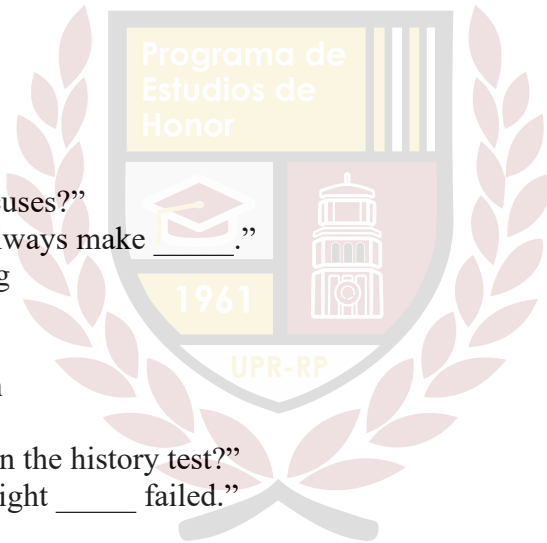 Programa de
Estudios de
Honor
uses?”
ways make _____.”
g
1961
UPR-RP
n the history test?”
ight _____ failed.”